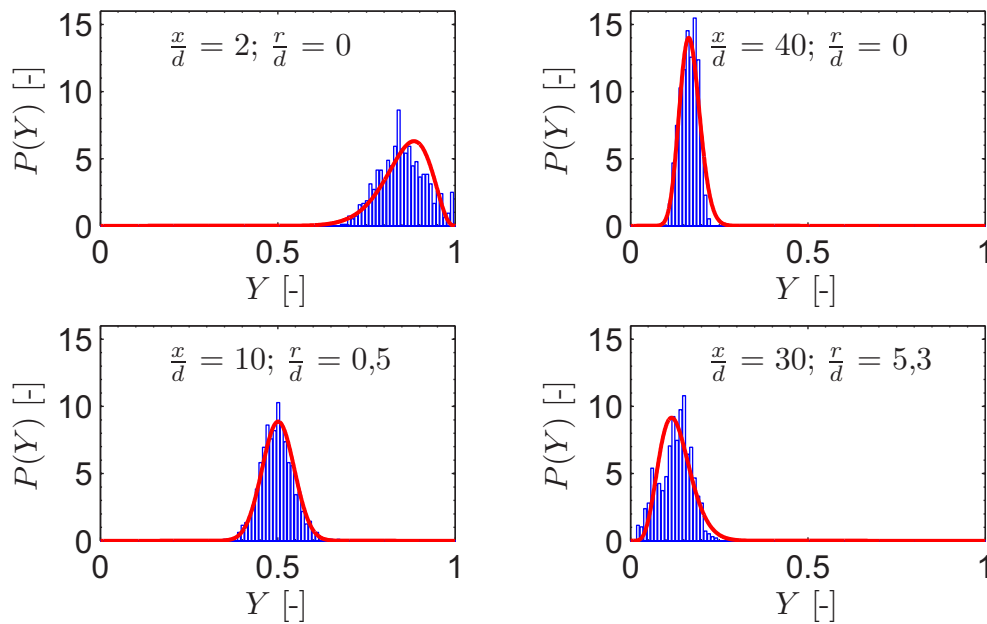 15
10
5
0
P(Y) [-]
x/d = 2; r/d = 0
0
0.5
1
Y [-]
15
10
5
0
P(Y) [-]
x/d = 40; r/d = 0
0
0.5
1
Y [-]
15
10
5
0
P(Y) [-]
x/d = 10; r/d = 0,5
0
0.5
1
Y [-]
15
10
5
0
P(Y) [-]
x/d = 30; r/d = 5,3
0
0.5
1
Y [-]